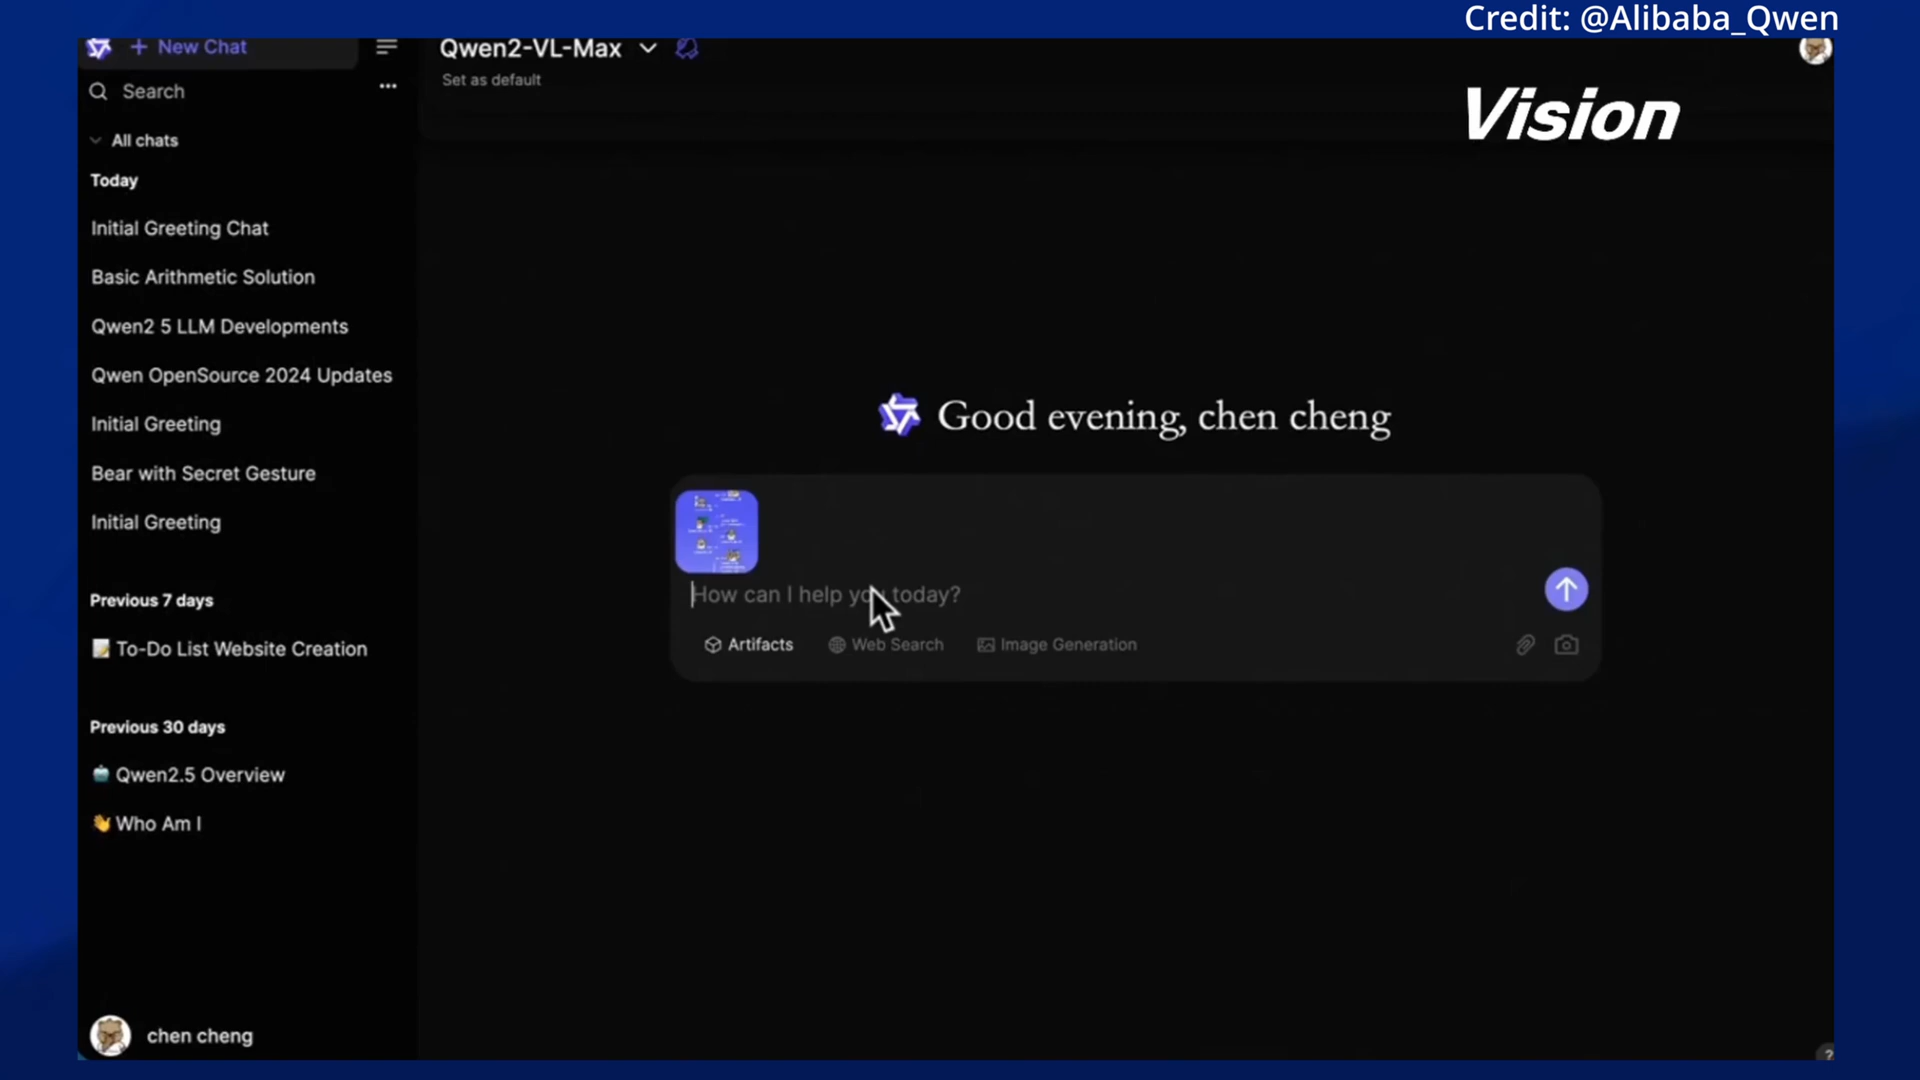 Credit: @Alibaba_Qwen
New Chat
Search
All chats
Today
Initial Greeting Chat
Basic Arithmetic Solution
Qwen2 5 LLM Developments
Qwen OpenSource 2024 Updates
Initial Greeting
Bear with Secret Gesture
Initial Greeting
Previous 7 days
To-Do List Website Creation
Previous 30 days
Qwen2.5 Overview
Who Am I
chen cheng
Qwen2-VL-Max
Set as default
Vision
Good evening, chen cheng
How can I help you today?
Artifacts
Web Search
Image Generation
?